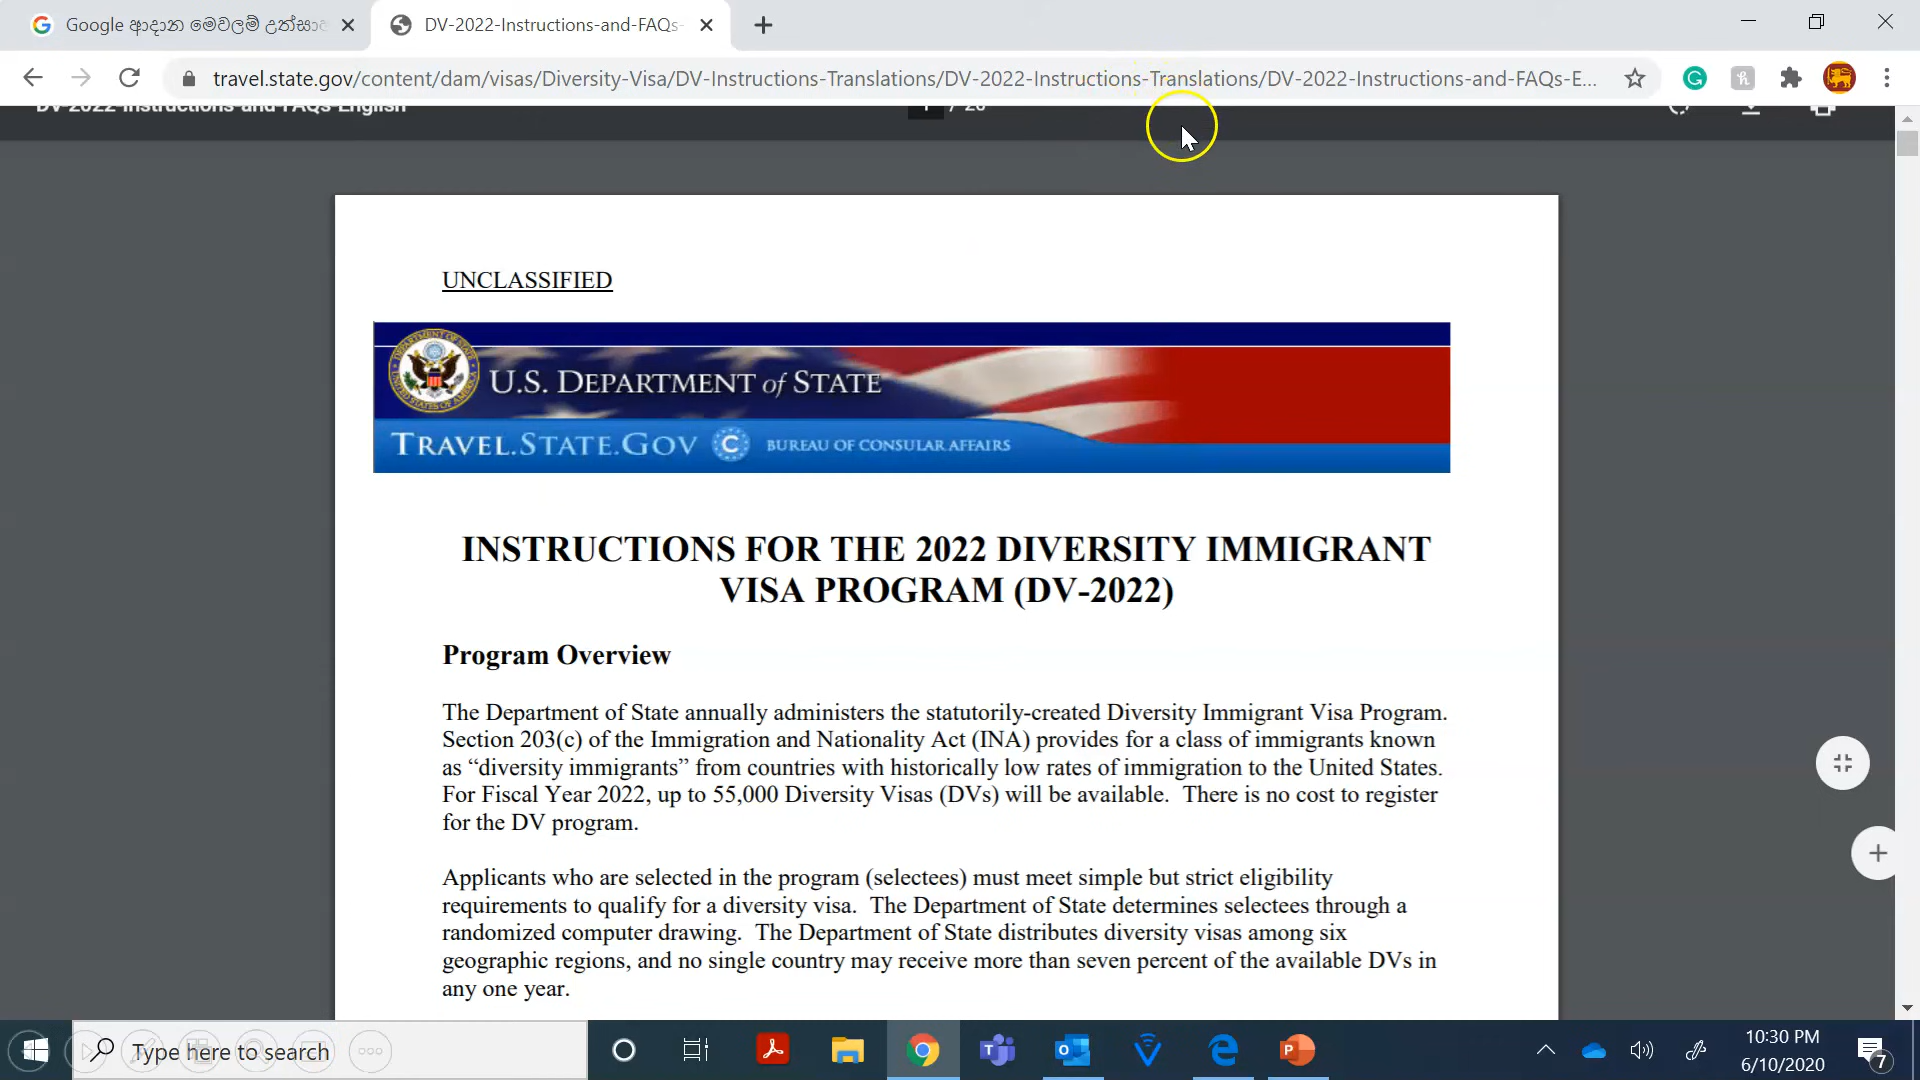 Google ආදාන මෙවලම් උත්සාහ
DV-2022-Instructions-and-FAQs-
travel.state.gov/content/dam/visas/Diversity-Visa/DV-Instructions-Translations/DV-2022-Instructions-Translations/DV-2022-Instructions-and-FAQs-E...
DV-2022-Instructions and FAQs English
UNCLASSIFIED
U.S. DEPARTMENT of STATE
TRAVEL.STATE.GOV C BUREAU OF CONSULAR AFFAIRS
INSTRUCTIONS FOR THE 2022 DIVERSITY IMMIGRANT
VISA PROGRAM (DV-2022)
Program Overview
The Department of State annually administers the statutorily-created Diversity Immigrant Visa Program.
Section 203(c) of the Immigration and Nationality Act (INA) provides for a class of immigrants known
as “diversity immigrants” from countries with historically low rates of immigration to the United States.
For Fiscal Year 2022, up to 55,000 Diversity Visas (DVs) will be available.  There is no cost to register
for the DV program.
Applicants who are selected in the program (selectees) must meet simple but strict eligibility
requirements to qualify for a diversity visa.  The Department of State determines selectees through a
randomized computer drawing.  The Department of State distributes diversity visas among six
geographic regions, and no single country may receive more than seven percent of the available DVs in
any one year.
Type here to search
10:30 PM
6/10/2020
7